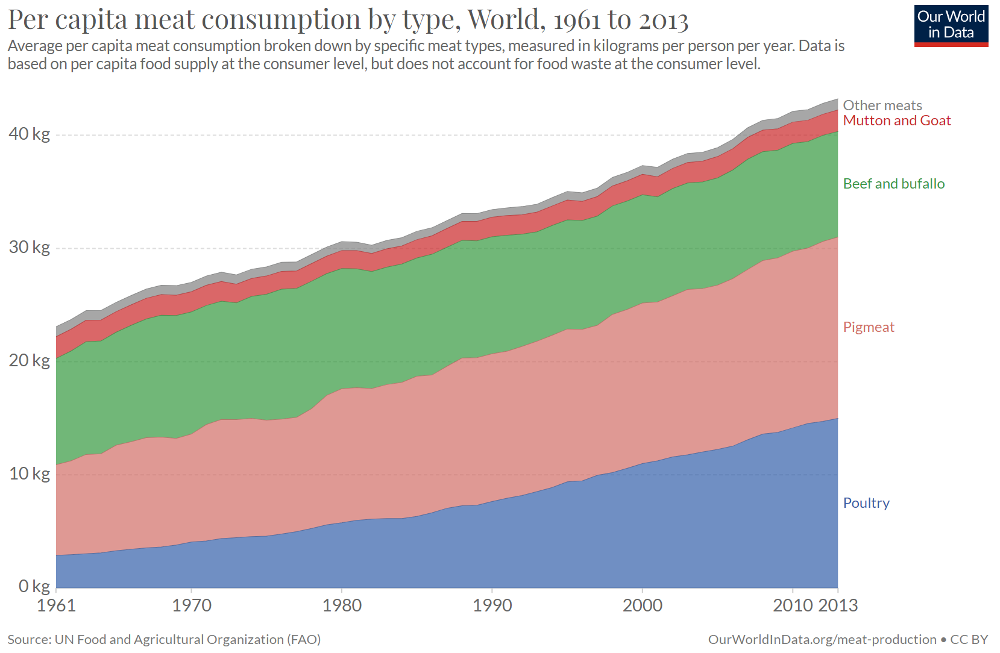 Per capita meat consumption by type, World, 1961 to 2013
Our World
in Data
Average per capita meat consumption broken down by specific meat types, measured in kilograms per person per year. Data is
based on per capita food supply at the consumer level, but does not account for food waste at the consumer level.
Other meats
Mutton and Goat
40 kg
Beef and bufallo
30 kg
Pigmeat
20 kg
10 kg
Poultry
0 kg
1961 1970 1980 1990 2000 2010 2013
Source: UN Food and Agricultural Organization (FAO)
OurWorldInData.org/meat-production • CC BY